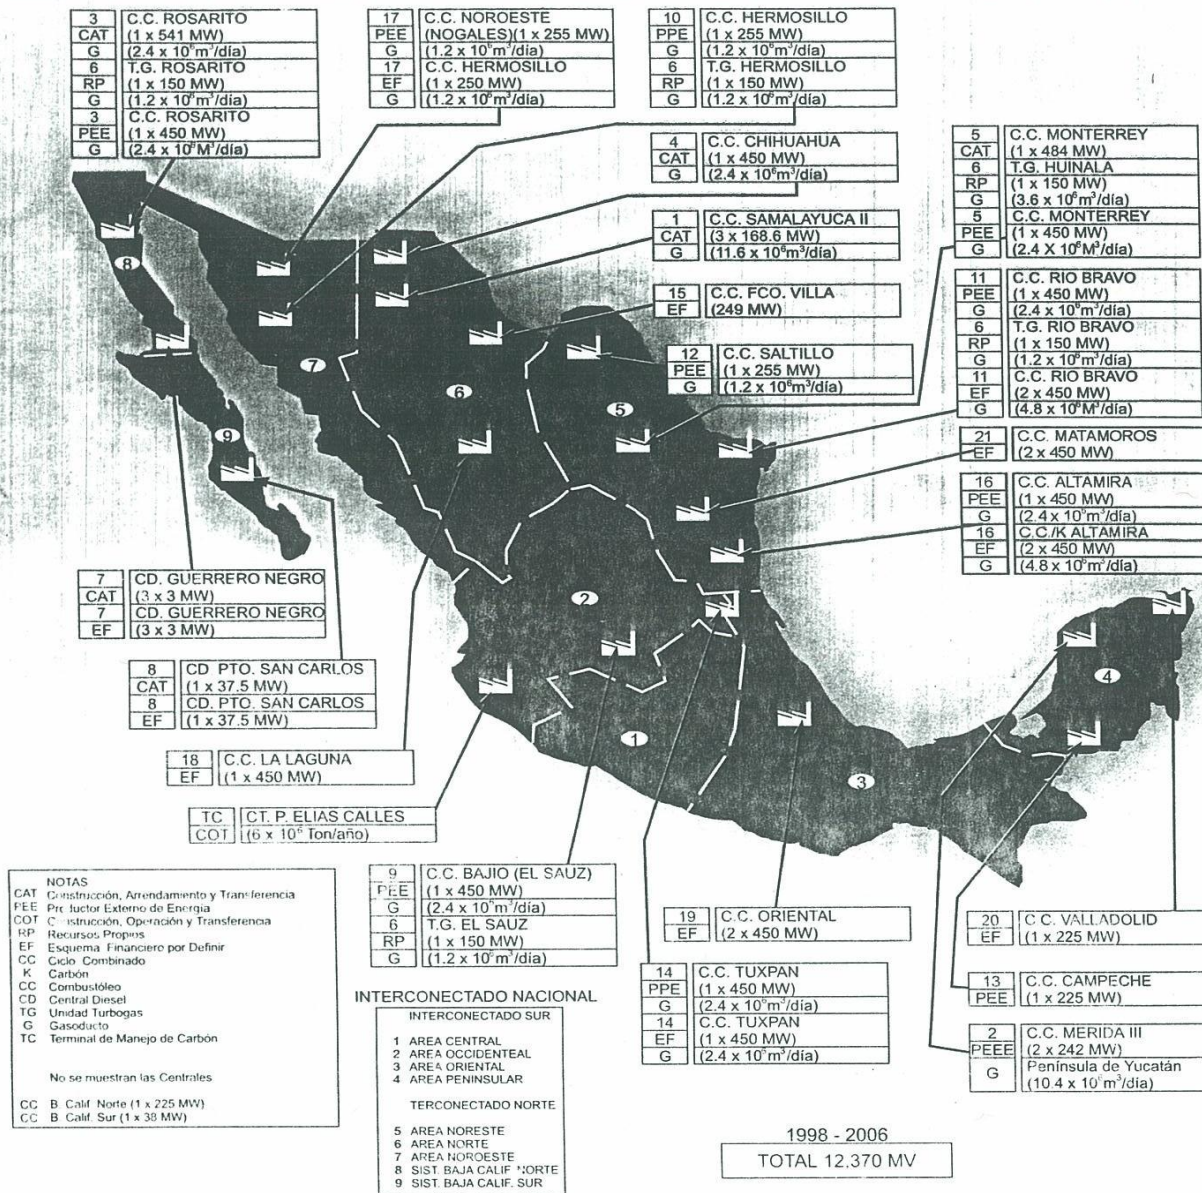 3 C.C. ROSARITO
CAT (1 x 541 MW)
G (2.4 x 10⁶m³/día)
6 T.G. ROSARITO
RP (1 x 150 MW)
G (1.2 x 10⁶m³/día)
3 C.C. ROSARITO
PEE (1 x 450 MW)
G (2.4 x 10⁶M³/día)
17 C.C. NOROESTE
PEE (NOGALES)(1 x 255 MW)
G (1.2 x 10⁶m³/día)
17 C.C. HERMOSILLO
EF (1 x 250 MW)
G (1.2 x 10⁶m³/día)
10 C.C. HERMOSILLO
PPE (1 x 255 MW)
G (1.2 x 10⁶m³/día)
6 T.G. HERMOSILLO
RP (1 x 150 MW)
G (1.2 x 10⁶m³/día)
4 C.C. CHIHUAHUA
CAT (1 x 450 MW)
G (2.4 x 10⁶m³/día)
1 C.C. SAMALAYUCA II
CAT (3 x 168.6 MW)
G (11.6 x 10⁶m³/día)
15 C.C. FCO. VILLA
EF (249 MW)
12 C.C. SALTILLO
PEE (1 x 255 MW)
G (1.2 x 10⁶m³/día)
5 C.C. MONTERREY
CAT (1 x 484 MW)
6 T.G. HUINALA
RP (1 x 150 MW)
G (3.6 x 10⁶m³/día)
5 C.C. MONTERREY
PEE (1 x 450 MW)
G (2.4 X 10⁶M³/día)
11 C.C. RIO BRAVO
PEE (1 x 450 MW)
G (2.4 x 10⁶m³/día)
6 T.G. RIO BRAVO
RP (1 x 150 MW)
G (1.2 x 10⁶m³/día)
11 C.C. RIO BRAVO
EF (2 x 450 MW)
G (4.8 x 10⁶M³/día)
21 C.C. MATAMOROS
EF (2 x 450 MW)
16 C.C. ALTAMIRA
PEE (1 x 450 MW)
G (2.4 x 10⁶m³/día)
16 C.C./K ALTAMIRA
EF (2 x 450 MW)
G (4.8 x 10⁶m³/día)
8
7
6
5
9
2
4
1
3
7 CD. GUERRERO NEGRO
CAT (3 x 3 MW)
7 CD. GUERRERO NEGRO
EF (3 x 3 MW)
8 CD PTO. SAN CARLOS
CAT (1 x 37.5 MW)
8 CD. PTO. SAN CARLOS
EF (1 x 37.5 MW)
18 C.C. LA LAGUNA
EF (1 x 450 MW)
TC CT. P. ELIAS CALLES
COT (6 x 10⁶ Ton/año)
9 C.C. BAJIO (EL SAUZ)
PEE (1 x 450 MW)
G (2.4 x 10⁶m³/día)
6 T.G. EL SAUZ
RP (1 x 150 MW)
G (1.2 x 10⁶m³/día)
19 C.C. ORIENTAL
EF (2 x 450 MW)
14 C.C. TUXPAN
PPE (1 x 450 MW)
G (2.4 x 10⁶m³/día)
14 C.C. TUXPAN
EF (1 x 450 MW)
G (2.4 x 10⁶m³/día)
20 C C. VALLADOLID
EF (1 x 225 MW)
13 C.C. CAMPECHE
PEE (1 x 225 MW)
2 C.C. MERIDA III
PEEE (2 x 242 MW)
G Península de Yucatán
(10.4 x 10⁶m³/día)
NOTAS
CAT Construcción, Arrendamiento y Transferencia
PEE Productor Externo de Energía
COT Construcción, Operación y Transferencia
RP Recursos Propios
EF Esquema Financiero por Definir
CC Ciclo Combinado
K Carbón
CC Combustóleo
CD Central Diesel
TG Unidad Turbogas
G Gasoducto
TC Terminal de Manejo de Carbón
No se muestran las Centrales
CC B. Calif. Norte (1 x 225 MW)
CC B. Calif. Sur (1 x 38 MW)
INTERCONECTADO NACIONAL
INTERCONECTADO SUR
1 AREA CENTRAL
2 AREA OCCIDENTEAL
3 AREA ORIENTAL
4 AREA PENINSULAR
TERCONECTADO NORTE
5 AREA NORESTE
6 AREA NORTE
7 AREA NOROESTE
8 SIST. BAJA CALIF. NORTE
9 SIST. BAJA CALIF. SUR
1998 - 2006
TOTAL 12,370 MV